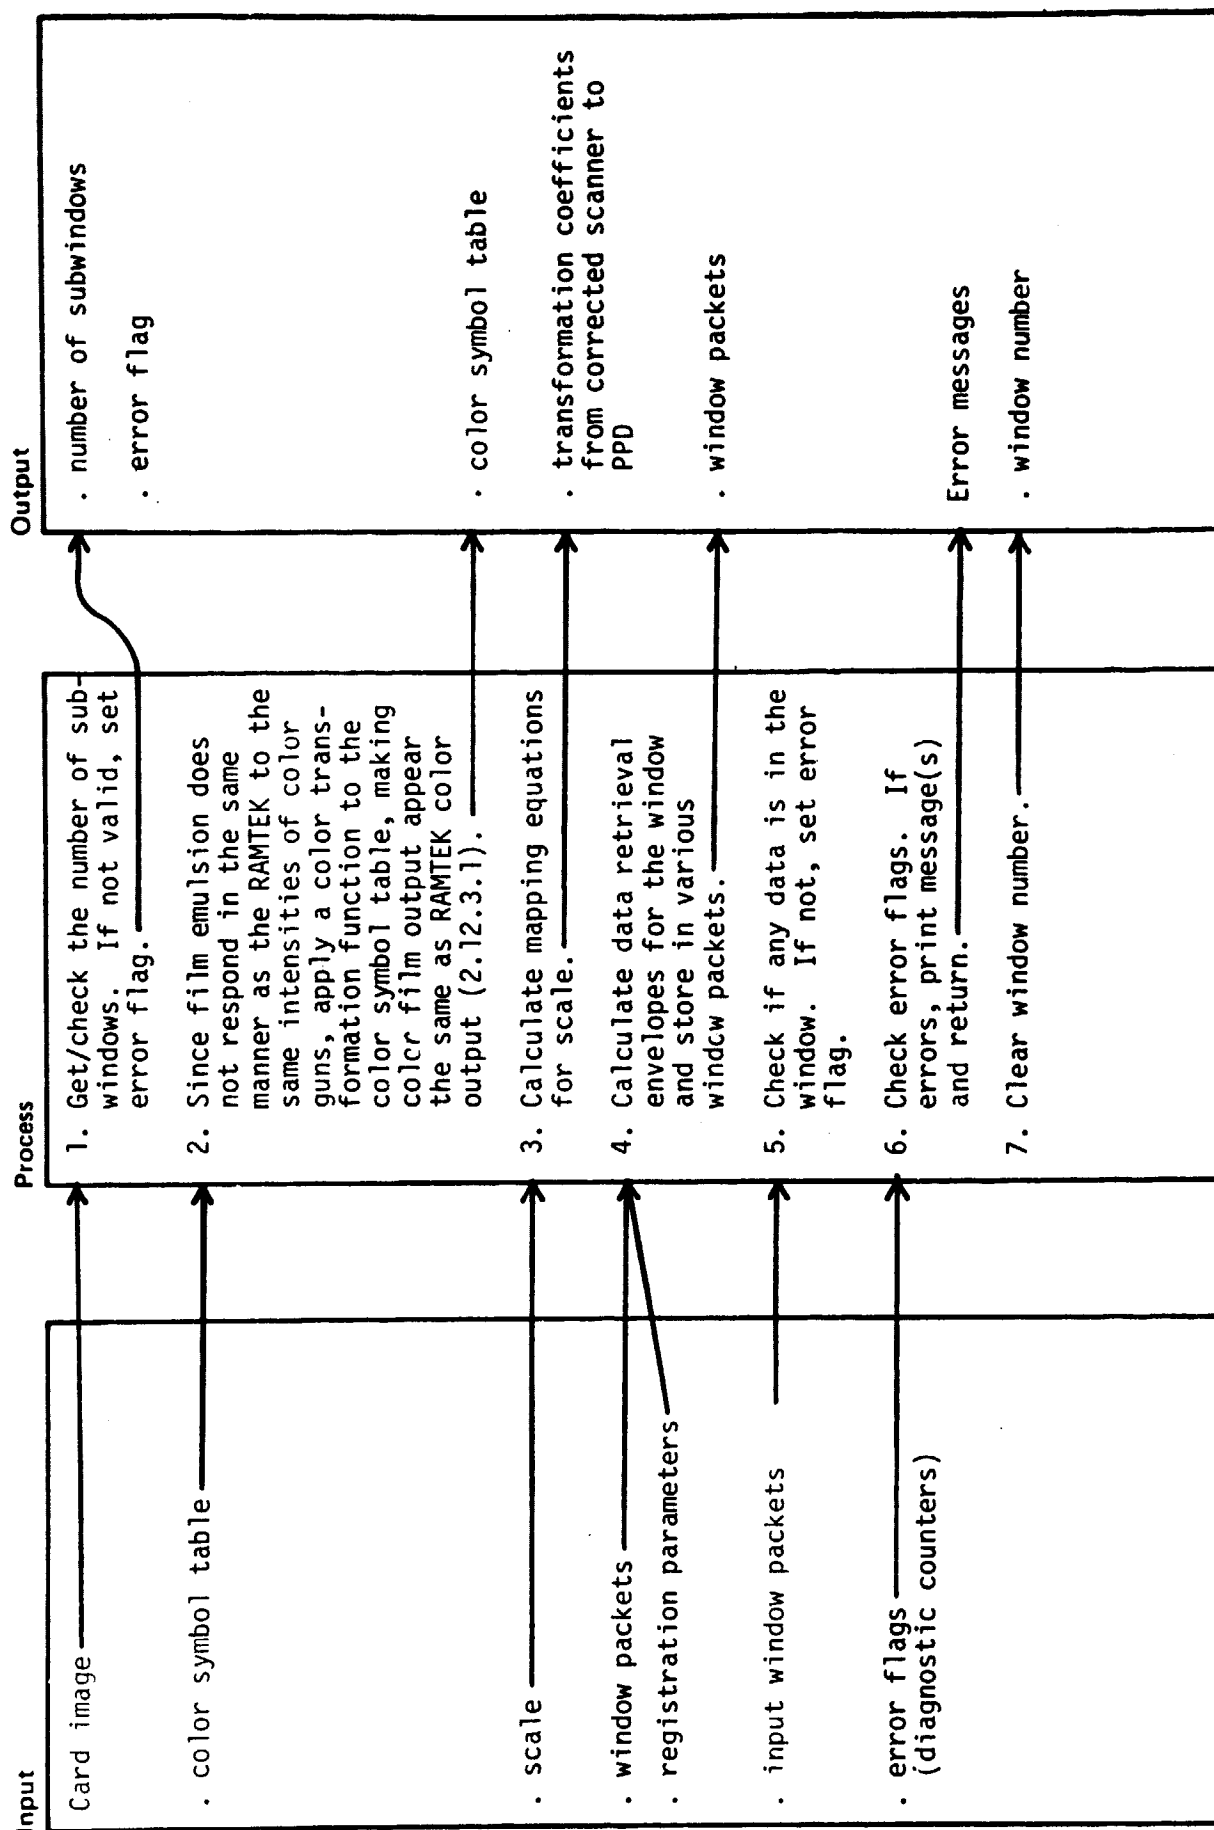 Input
Card image
. color symbol table
. scale
. window packets
. registration parameters
. input window packets
. error flags
(diagnostic counters)
Process
1. Get/check the number of sub-
windows. If not valid, set
error flag.
2. Since film emulsion does
not respond in the same
manner as the RAMTEK to the
same intensities of color
guns, apply a color trans-
formation function to the
color symbol table, making
color film output appear
the same as RAMTEK color
output (2.12.3.1).
3. Calculate mapping equations
for scale.
4. Calculate data retrieval
envelopes for the window
and store in various
window packets.
5. Check if any data is in the
window. If not, set error
flag.
6. Check error flags. If
errors, print message(s)
and return.
7. Clear window number.
Output
. number of subwindows
. error flag
. color symbol table
. transformation coefficients
from corrected scanner to
PPD
. window packets
Error messages
. window number